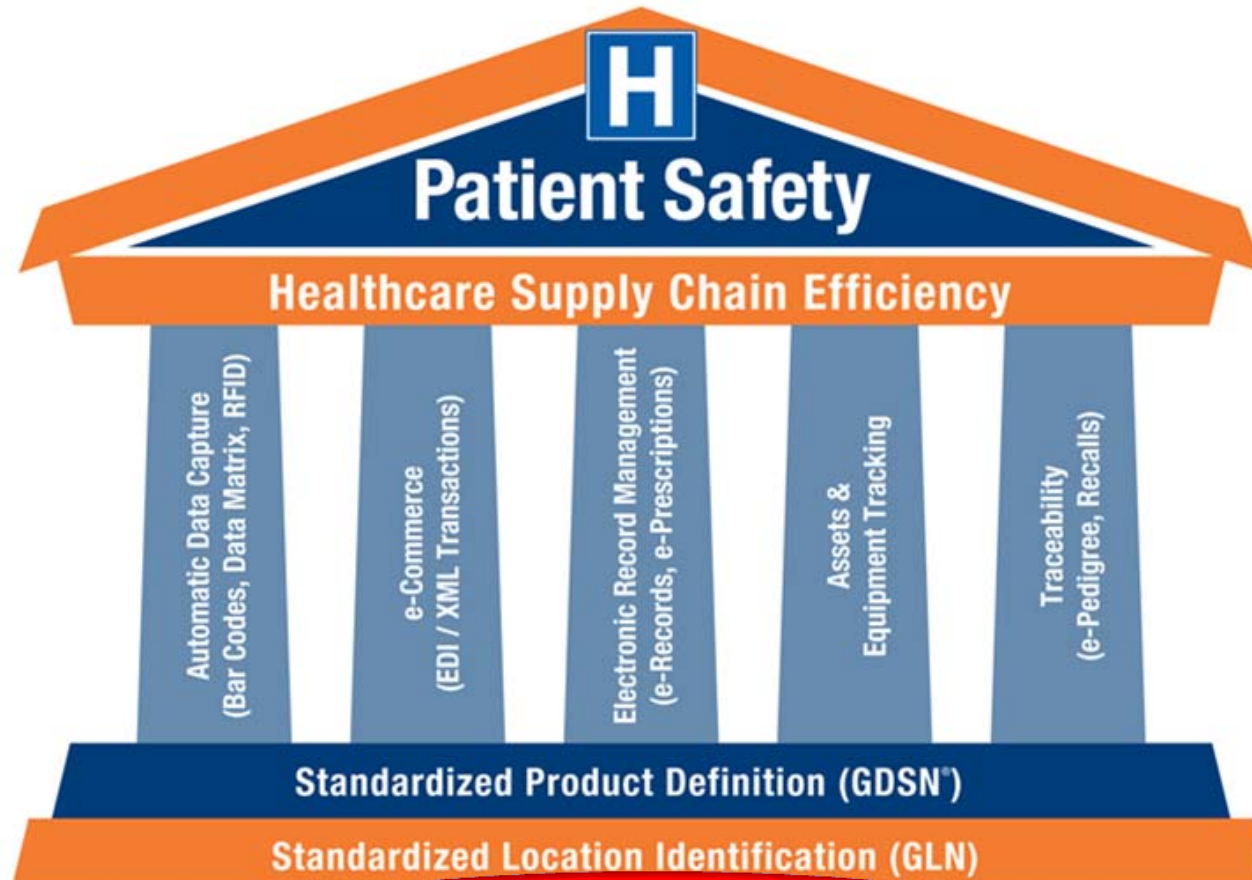 H
Patient Safety
Healthcare Supply Chain Efficiency
Automatic Data Capture
(Bar Codes, Data Matrix, RFID)
e-Commerce
(EDI / XML Transactions)
Electronic Record Management
(e-Records, e-Prescriptions)
Assets &
Equipment Tracking
Traceability
(e-Pedigree, Recalls)
Standardized Product Definition (GDSN®)
Standardized Location Identification (GLN)